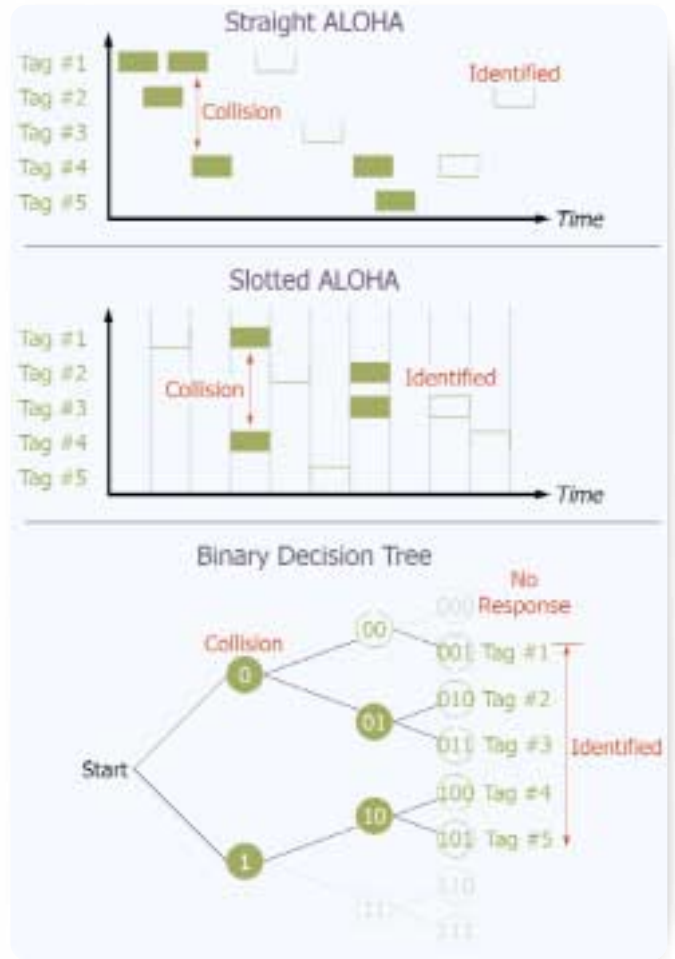 Straight ALOHA
Tag #1
Identified
Tag #2
Collision
Tag #3
Tag #4
Tag #5
Time
Slotted ALOHA
Tag #1
Tag #2
Identified
Collision
Tag #3
Tag #4
Tag #5
Time
Binary Decision Tree
No
000 Response
00
Collision
001 Tag #1
0
010 Tag #2
01
011 Tag #3
Identified
Start
100 Tag #4
10
101 Tag #5
1
110
11
111